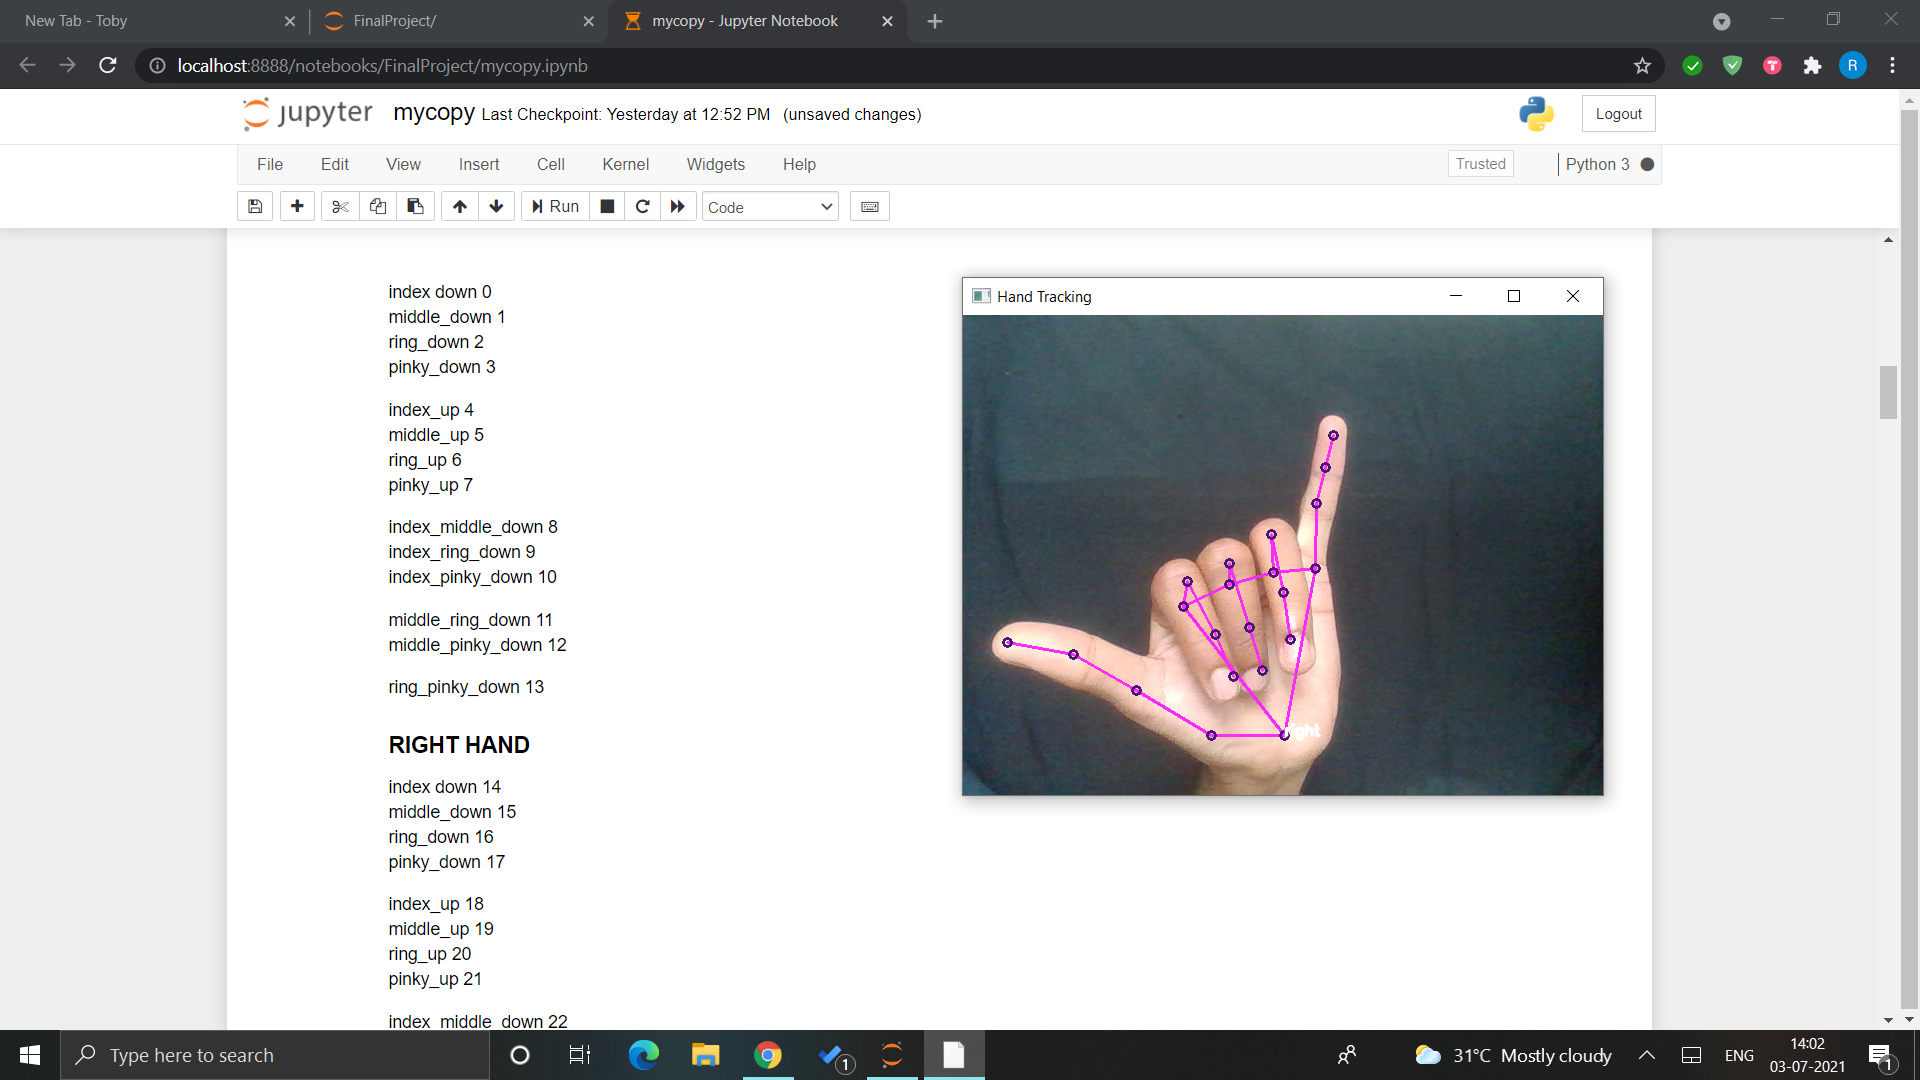 New Tab - Toby
FinalProject/
mycopy - Jupyter Notebook
localhost:8888/notebooks/FinalProject/mycopy.ipynb
R
jupyter mycopy Last Checkpoint: Yesterday at 12:52 PM (unsaved changes)
Logout
File Edit View Insert Cell Kernel Widgets Help
Trusted
Python 3
Run
Code
index down 0
middle_down 1
ring_down 2
pinky_down 3
index_up 4
middle_up 5
ring_up 6
pinky_up 7
index_middle_down 8
index_ring_down 9
index_pinky_down 10
middle_ring_down 11
middle_pinky_down 12
ring_pinky_down 13
RIGHT HAND
index down 14
middle_down 15
ring_down 16
pinky_down 17
index_up 18
middle_up 19
ring_up 20
pinky_up 21
index_middle_down 22
Hand Tracking
right
Type here to search
1
31°C Mostly cloudy
ENG
14:02
03-07-2021
1